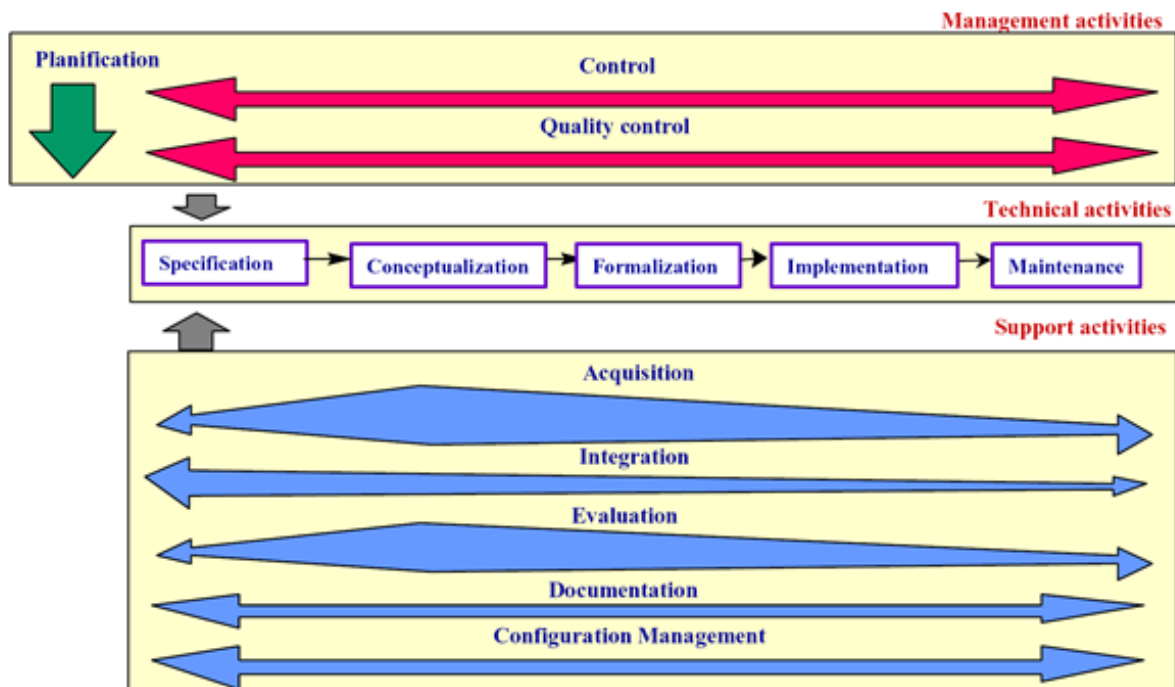 Management activities
Planification
Control
Quality control
Technical activities
Specification
Conceptualization
Formalization
Implementation
Maintenance
Support activities
Acquisition
Integration
Evaluation
Documentation
Configuration Management